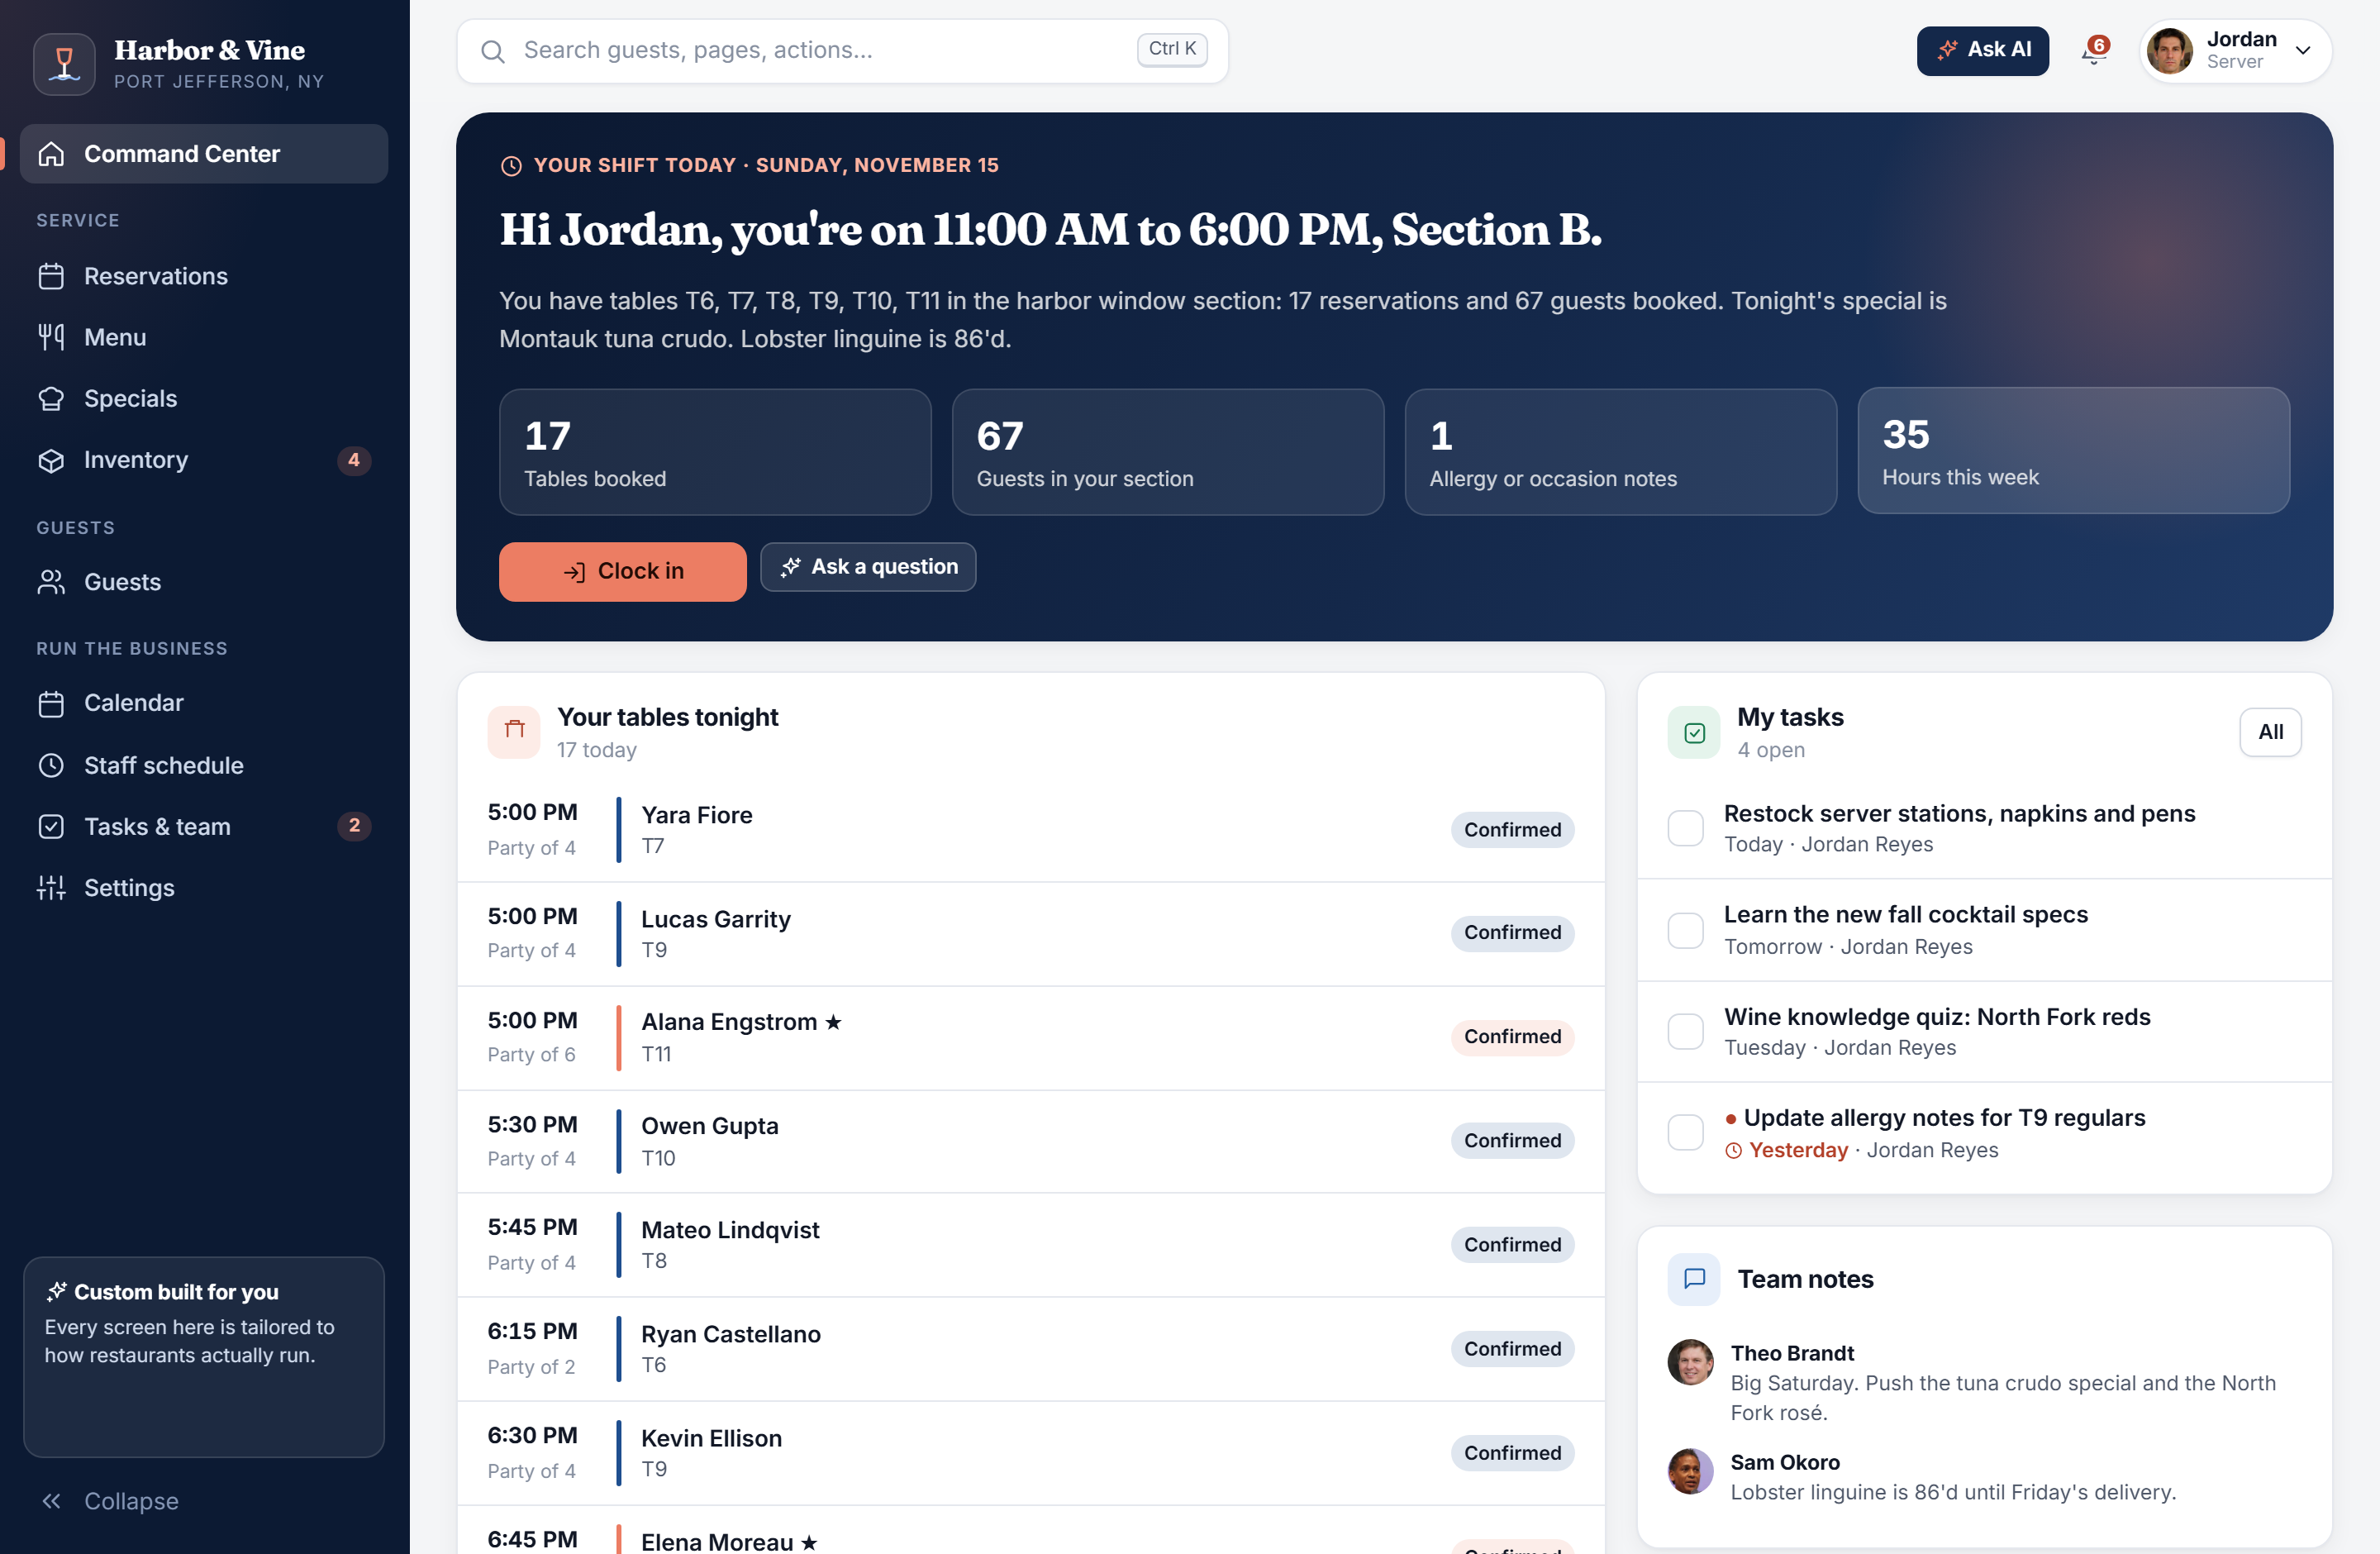 Harbor & Vine
PORT JEFFERSON, NY
Command Center
SERVICE
Reservations
Menu
Specials
Inventory 4
GUESTS
Guests
RUN THE BUSINESS
Calendar
Staff schedule
Tasks & team 2
Settings
Custom built for you
Every screen here is tailored to
how restaurants actually run.
Collapse
Search guests, pages, actions... Ctrl K
Ask AI
6
Jordan
Server
YOUR SHIFT TODAY · SUNDAY, NOVEMBER 15
Hi Jordan, you're on 11:00 AM to 6:00 PM, Section B.
You have tables T6, T7, T8, T9, T10, T11 in the harbor window section: 17 reservations and 67 guests booked. Tonight's special is
Montauk tuna crudo. Lobster linguine is 86'd.
17
Tables booked
67
Guests in your section
1
Allergy or occasion notes
35
Hours this week
Clock in
Ask a question
Your tables tonight
17 today
5:00 PM
Party of 4
Yara Fiore
T7
Confirmed
5:00 PM
Party of 4
Lucas Garrity
T9
Confirmed
5:00 PM
Party of 6
Alana Engstrom ★
T11
Confirmed
5:30 PM
Party of 4
Owen Gupta
T10
Confirmed
5:45 PM
Party of 4
Mateo Lindqvist
T8
Confirmed
6:15 PM
Party of 2
Ryan Castellano
T6
Confirmed
6:30 PM
Party of 4
Kevin Ellison
T9
Confirmed
6:45 PM
Elena Moreau ★
Confirmed
My tasks
4 open
All
Restock server stations, napkins and pens
Today · Jordan Reyes
Learn the new fall cocktail specs
Tomorrow · Jordan Reyes
Wine knowledge quiz: North Fork reds
Tuesday · Jordan Reyes
Update allergy notes for T9 regulars
Yesterday · Jordan Reyes
Team notes
Theo Brandt
Big Saturday. Push the tuna crudo special and the North
Fork rosé.
Sam Okoro
Lobster linguine is 86'd until Friday's delivery.